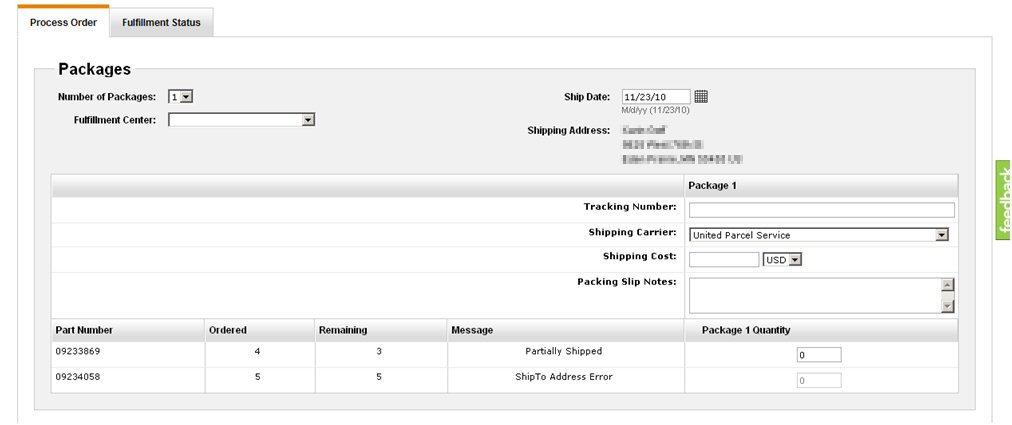 Process Order Fulfillment Status
Packages
Number of Packages: 1 Ship Date: 11/23/10
M/d/yy (11/23/10)
Fulfillment Center:
Shipping Address:
Package 1
Tracking Number:
Shipping Carrier: United Parcel Service
Shipping Cost: USD
Packing Slip Notes:
Part Number Ordered Remaining Message Package 1 Quantity
09233869 4 3 Partially Shipped 0
09234058 5 5 ShipTo Address Error 0
feedback